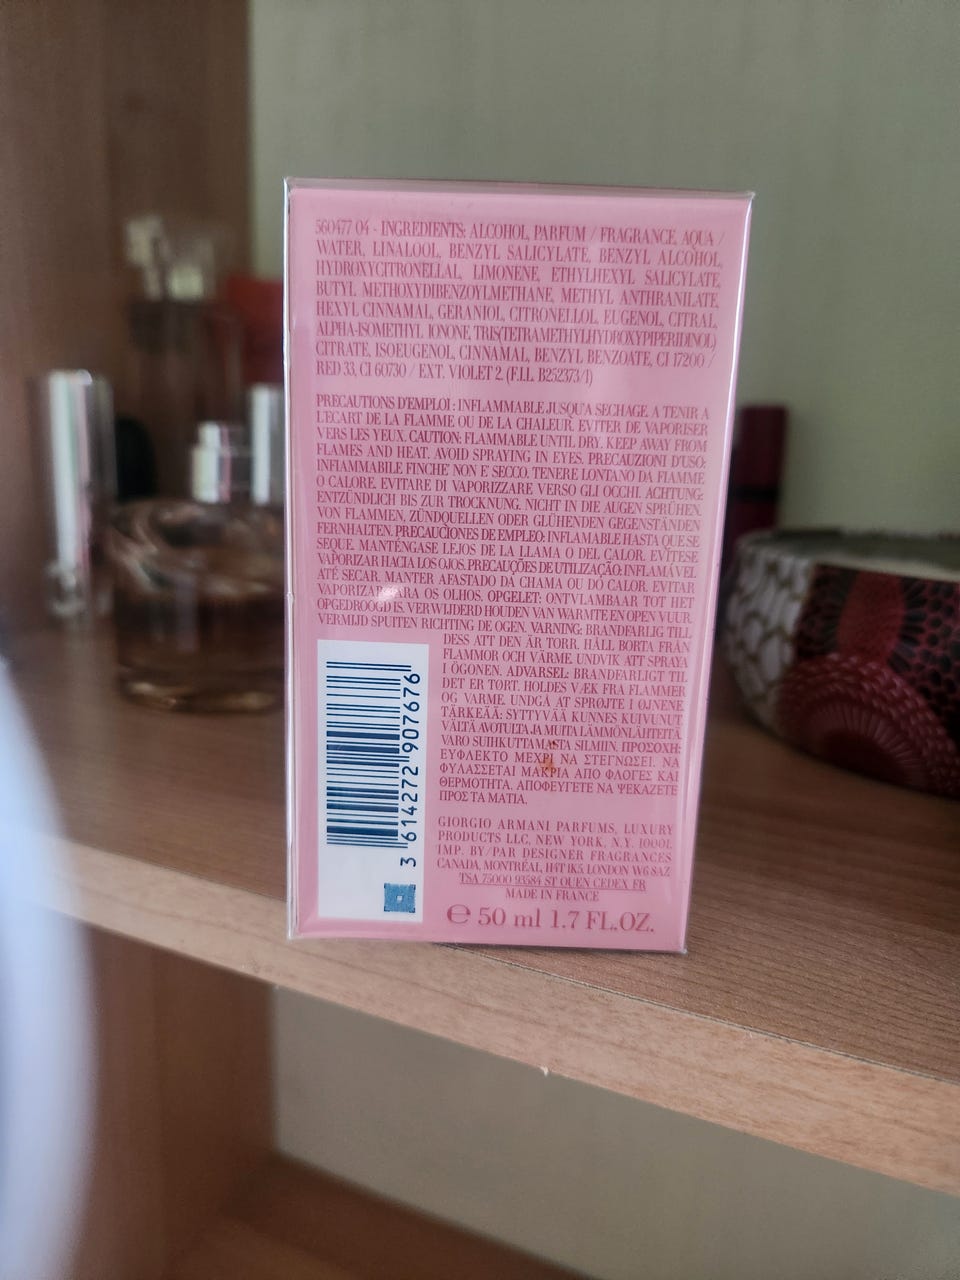 560477 04 - INGREDIENTS: ALCOHOL, PARFUM / FRAGRANCE, AQUA /
WATER, LINALOOL, BENZYL SALICYLATE, BENZYL ALCOHOL,
HYDROXYCITRONELLAL, LIMONENE, ETHYLHEXYL SALICYLATE,
BUTYL METHOXYDIBENZOYLMETHANE, METHYL ANTHRANILATE,
HEXYL CINNAMAL, GERANIOL, CITRONELLOL, EUGENOL, CITRAL,
ALPHA-ISOMETHYL IONONE, TRIS(TETRAMETHYLHYDROXYPIPERIDINOL)
CITRATE, ISOEUGENOL, CINNAMAL, BENZYL BENZOATE, CI 17200 /
RED 33, CI 60730 / EXT. VIOLET 2. (F.I.L. B252373/1)
PRECAUTIONS D'EMPLOI : INFLAMMABLE JUSQU'A SECHAGE. A TENIR A
L'ECART DE LA FLAMME OU DE LA CHALEUR. EVITER DE VAPORISER
VERS LES YEUX. CAUTION: FLAMMABLE UNTIL DRY. KEEP AWAY FROM
FLAMES AND HEAT. AVOID SPRAYING IN EYES. PRECAUZIONI D'USO:
INFIAMMABILE FINCHE' NON E' SECCO. TENERE LONTANO DA FIAMME
O CALORE. EVITARE DI VAPORIZZARE VERSO GLI OCCHI. ACHTUNG:
ENTZÜNDLICH BIS ZUR TROCKNUNG. NICHT IN DIE AUGEN SPRÜHEN.
VON FLAMMEN, ZÜNDQUELLEN ODER GLÜHENDEN GEGENSTÄNDEN
FERNHALTEN. PRECAUCIONES DE EMPLEO: INFLAMABLE HASTA QUE SE
SEQUE. MANTÉNGASE LEJOS DE LA LLAMA O DEL CALOR. EVÍTESE
VAPORIZAR HACIA LOS OJOS. PRECAUÇÕES DE UTILIZAÇÃO: INFLAMÁVEL
ATÉ SECAR. MANTER AFASTADO DA CHAMA OU DO CALOR. EVITAR
VAPORIZAR PARA OS OLHOS. OPGELET: ONTVLAMBAAR TOT HET
OPGEDROOGD IS. VERWIJDERD HOUDEN VAN WARMTE EN OPEN VUUR.
VERMIJD SPUITEN RICHTING DE OGEN. VARNING: BRANDFARLIG TILL
DESS ATT DEN ÄR TORR. HÅLL BORTA FRÅN
FLAMMOR OCH VÄRME. UNDVIK ATT SPRAYA
I ÖGONEN. ADVARSEL: BRANDFARLIGT TIL
DET ER TØRT. HOLDES VÆK FRA FLAMMER
OG VARME. UNDGÅ AT SPRØJTE I ØJNENE.
TÄRKEÄÄ: SYTTYVÄÄ KUNNES KUIVUNUT.
VÄLTÄ AVOTULTA JA MUITA LÄMMÖNLÄHTEITÄ.
VARO SUIHKUTTAMASTA SILMIIN. ΠΡΟΣΟΧΗ:
ΕΥΦΛΕΚΤΟ ΜΕΧΡΙ ΝΑ ΣΤΕΓΝΩΣΕΙ. ΝΑ
ΦΥΛΑΣΣΕΤΑΙ ΜΑΚΡΙΑ ΑΠΟ ΦΛΟΓΕΣ ΚΑΙ
ΘΕΡΜΟΤΗΤΑ. ΑΠΟΦΕΥΓΕΤΕ ΝΑ ΨΕΚΑΖΕΤΕ
ΠΡΟΣ ΤΑ ΜΑΤΙΑ.
3 614272 907676
GIORGIO ARMANI PARFUMS, LUXURY
PRODUCTS LLC, NEW YORK, N.Y. 10001.
IMP. BY/PAR DESIGNER FRAGRANCES
CANADA, MONTRÉAL, H4T 1K5. LONDON W6 8AZ
TSA 75000 93584 ST OUEN CEDEX FR
MADE IN FRANCE
℮ 50 ml 1.7 FL.OZ.